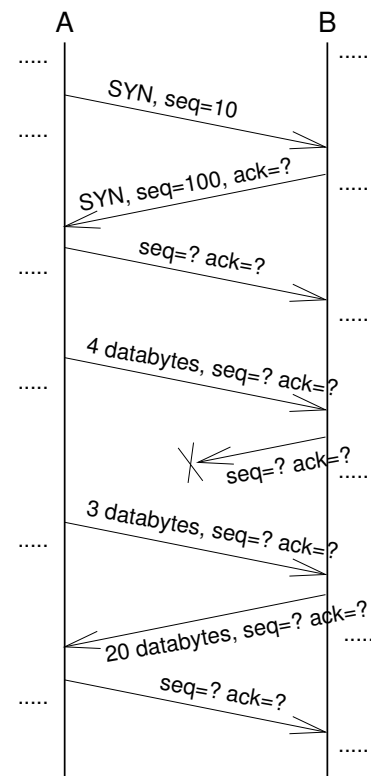 A
B
.....
.....
SYN, seq=10
.....
SYN, seq=100, ack=?
.....
seq=? ack=?
.....
.....
4 databytes, seq=? ack=?
.....
seq=? ack=?
.....
3 databytes, seq=? ack=?
.....
20 databytes, seq=? ack=?
.....
seq=? ack=?
.....
.....